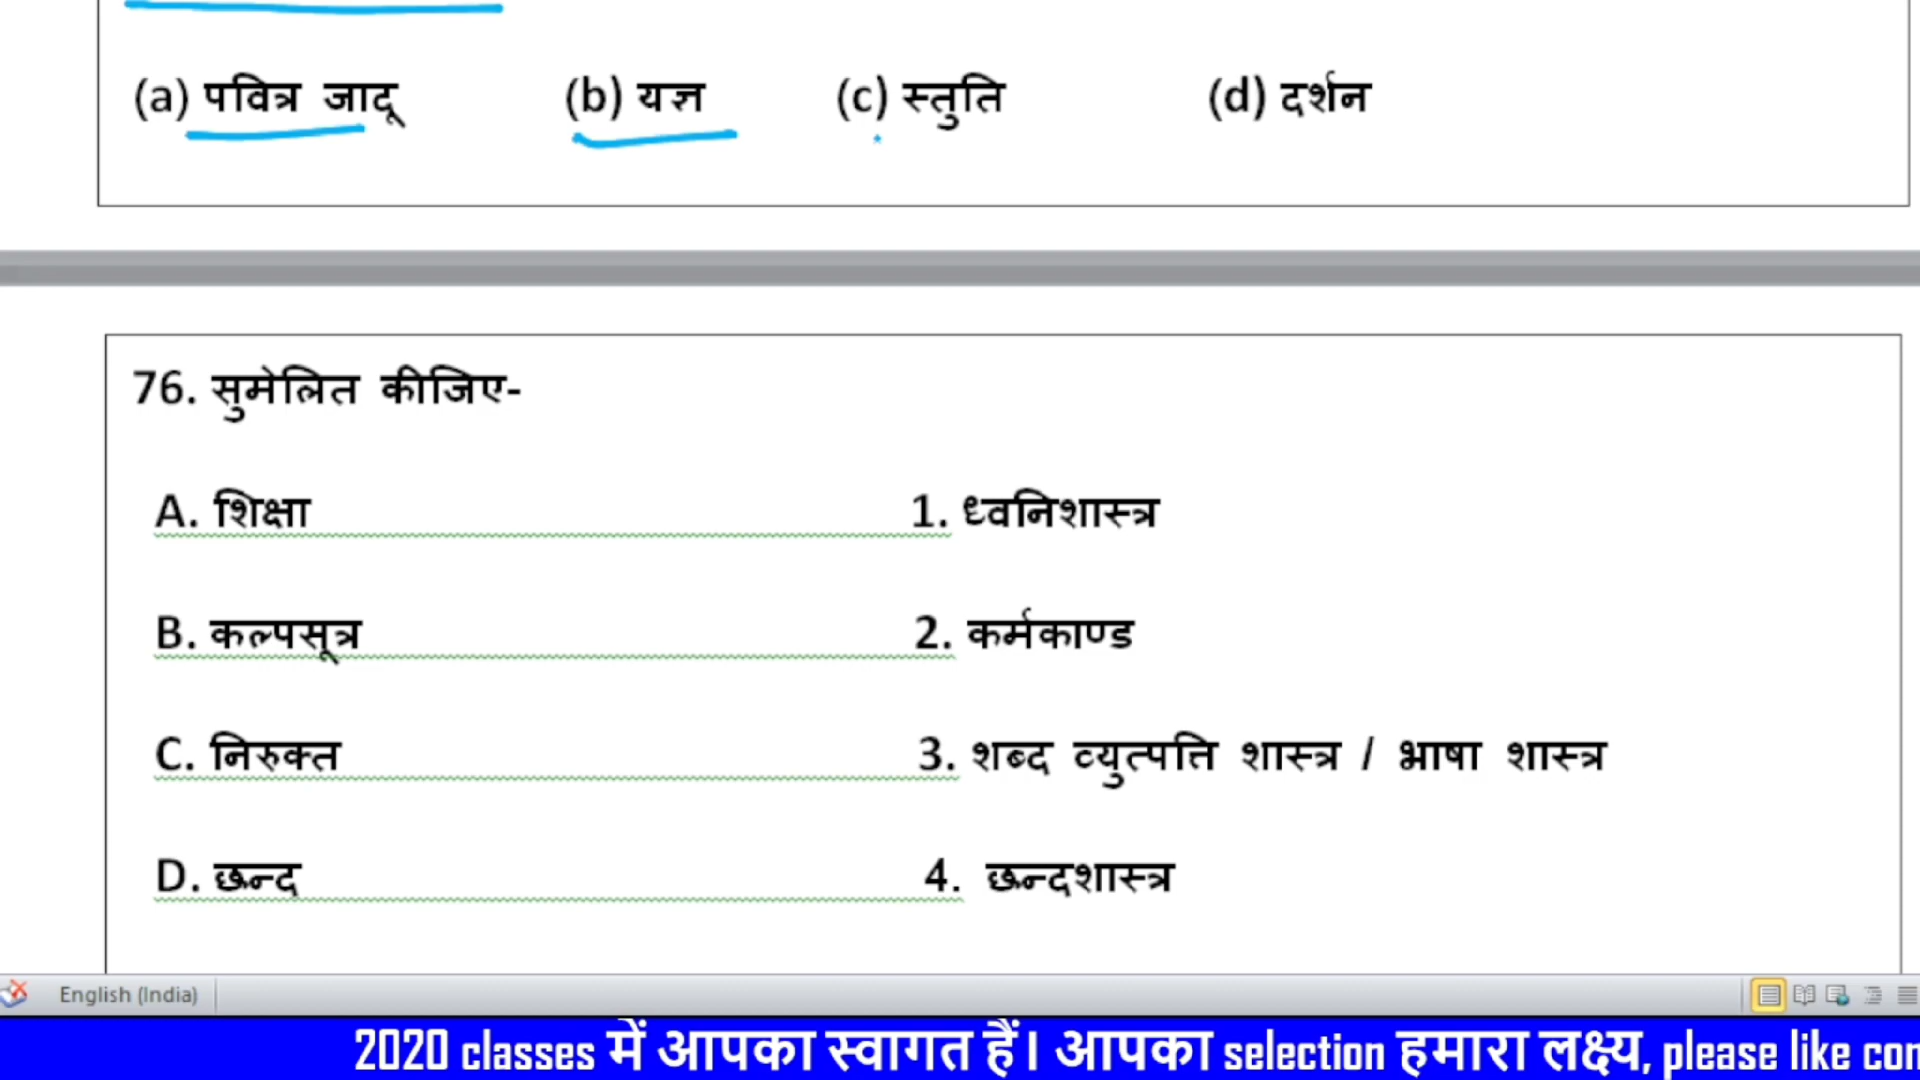 (a) पवित्र जादू (b) यज्ञ (c) स्तुति (d) दर्शन
76. सुमेलित कीजिए-
A. शिक्षा 1. ध्वनिशास्त्र
B. कल्पसूत्र 2. कर्मकाण्ड
C. निरुक्त 3. शब्द व्युत्पति शास्त्र / भाषा शास्त्र
D. छन्द 4. छन्दशास्त्र
English (India)
2020 classes में आपका स्वागत हैं। आपका selection हमारा लक्ष्य, please like